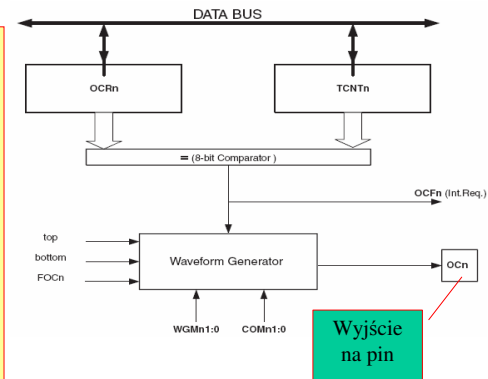 DATA BUS
OCRn
TCNTn
= (8-bit Comparator )
OCFn (Int.Req.)
top
bottom
FOCn
Waveform Generator
OCn
WGMn1:0
COMn1:0
Wyjście
na pin